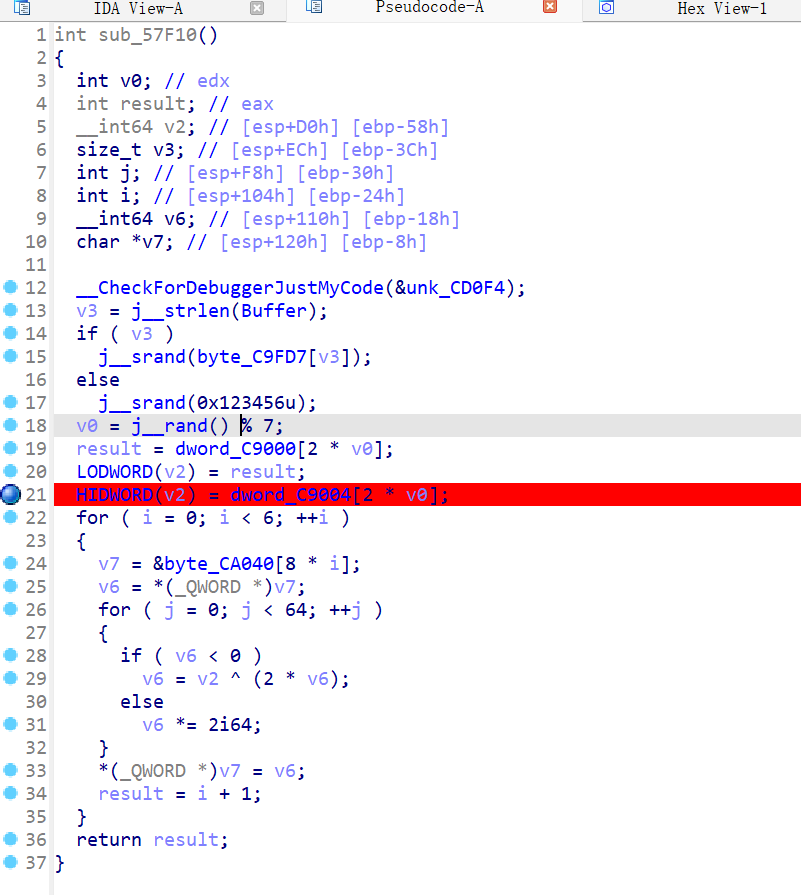 IDA View-A Pseudocode-A Hex View-1
1 int sub_57F10()
2 {
3 int v0; // edx
4 int result; // eax
5 __int64 v2; // [esp+D0h] [ebp-58h]
6 size_t v3; // [esp+ECh] [ebp-3Ch]
7 int j; // [esp+F8h] [ebp-30h]
8 int i; // [esp+104h] [ebp-24h]
9 __int64 v6; // [esp+110h] [ebp-18h]
10 char *v7; // [esp+120h] [ebp-8h]
11
12 __CheckForDebuggerJustMyCode(&unk_CD0F4);
13 v3 = j__strlen(Buffer);
14 if ( v3 )
15 j__srand(byte_C9FD7[v3]);
16 else
17 j__srand(0x123456u);
18 v0 = j__rand() % 7;
19 result = dword_C9000[2 * v0];
20 LODWORD(v2) = result;
21 HIDWORD(v2) = dword_C9004[2 * v0];
22 for ( i = 0; i < 6; ++i )
23 {
24 v7 = &byte_CA040[8 * i];
25 v6 = *(_QWORD *)v7;
26 for ( j = 0; j < 64; ++j )
27 {
28 if ( v6 < 0 )
29 v6 = v2 ^ (2 * v6);
30 else
31 v6 *= 2i64;
32 }
33 *(_QWORD *)v7 = v6;
34 result = i + 1;
35 }
36 return result;
37 }